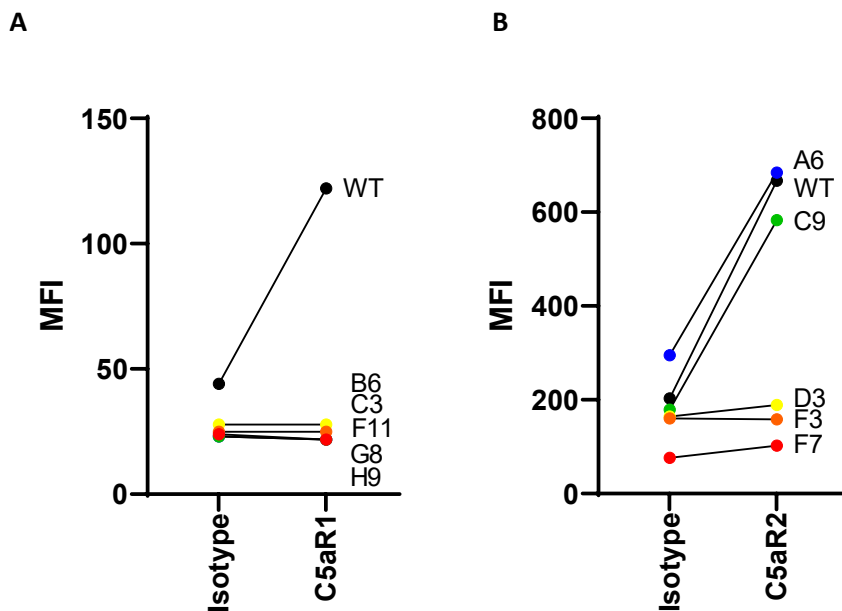 A
MFI
150
100
50
0
WT
B6
C3
F11
G8
H9
Isotype
C5aR1
B
MFI
800
600
400
200
0
A6
WT
C9
D3
F3
F7
Isotype
C5aR2